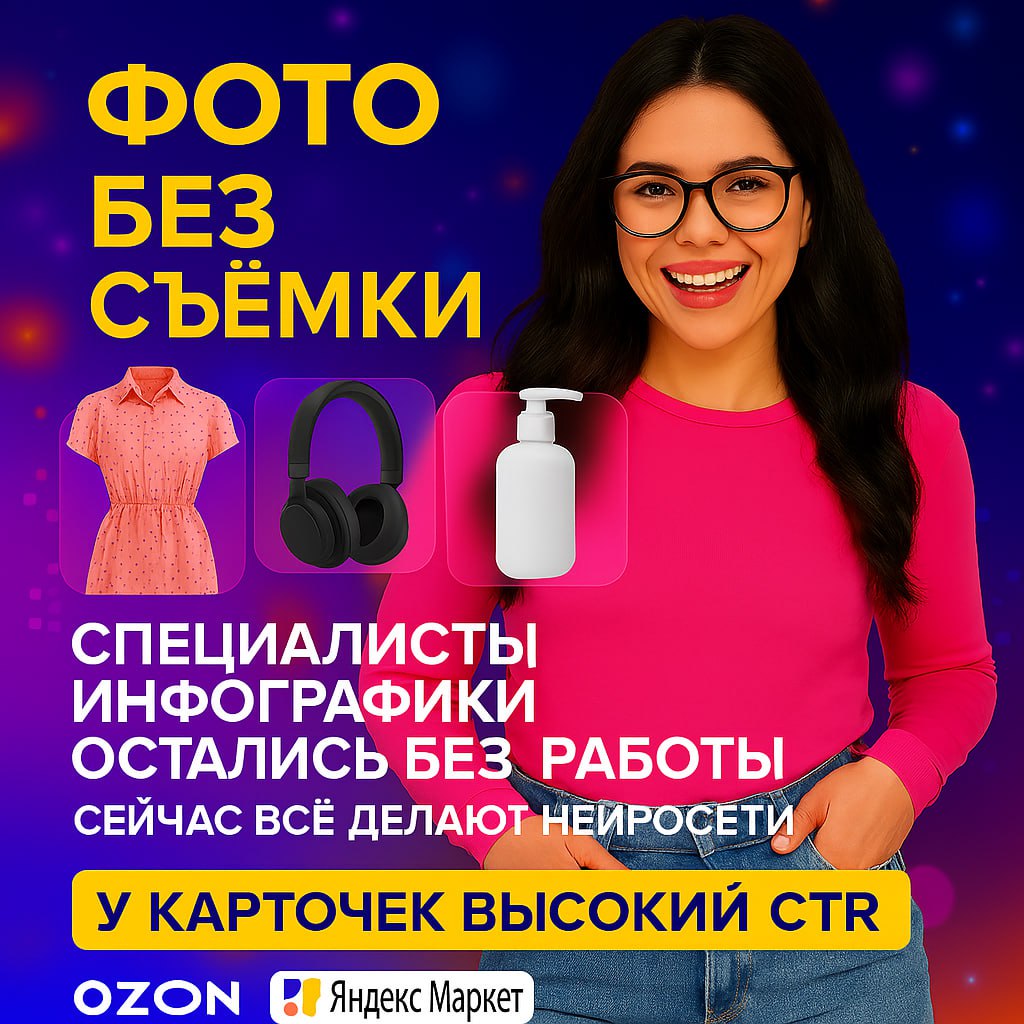 ФОТО
БЕЗ
СЪЁМКИ
СПЕЦИАЛИСТЫ
ИНФОГРАФИКИ
ОСТАЛИСЬ БЕЗ РАБОТЫ
СЕЙЧАС ВСЁ ДЕЛАЮТ НЕЙРОСЕТИ
У КАРТОЧЕК ВЫСОКИЙ CTR
OZON Яндекс Маркет